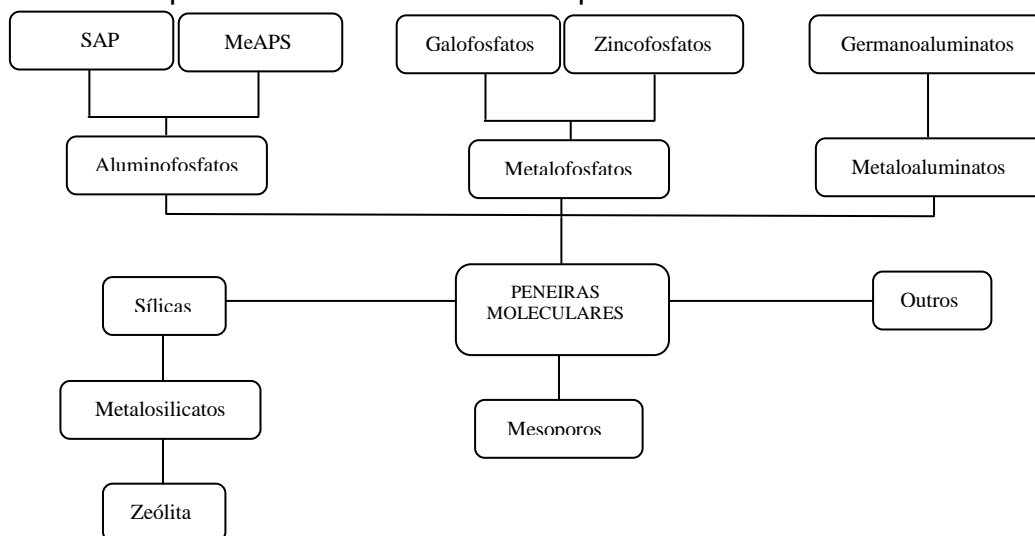 SAP
MeAPS
Galofosfatos
Zincofosfatos
Germanoaluminatos
Aluminofosfatos
Metalofosfatos
Metaloaluminatos
Sílicas
PENEIRAS
MOLECULARES
Outros
Metalosilicatos
Mesoporos
Zeólita